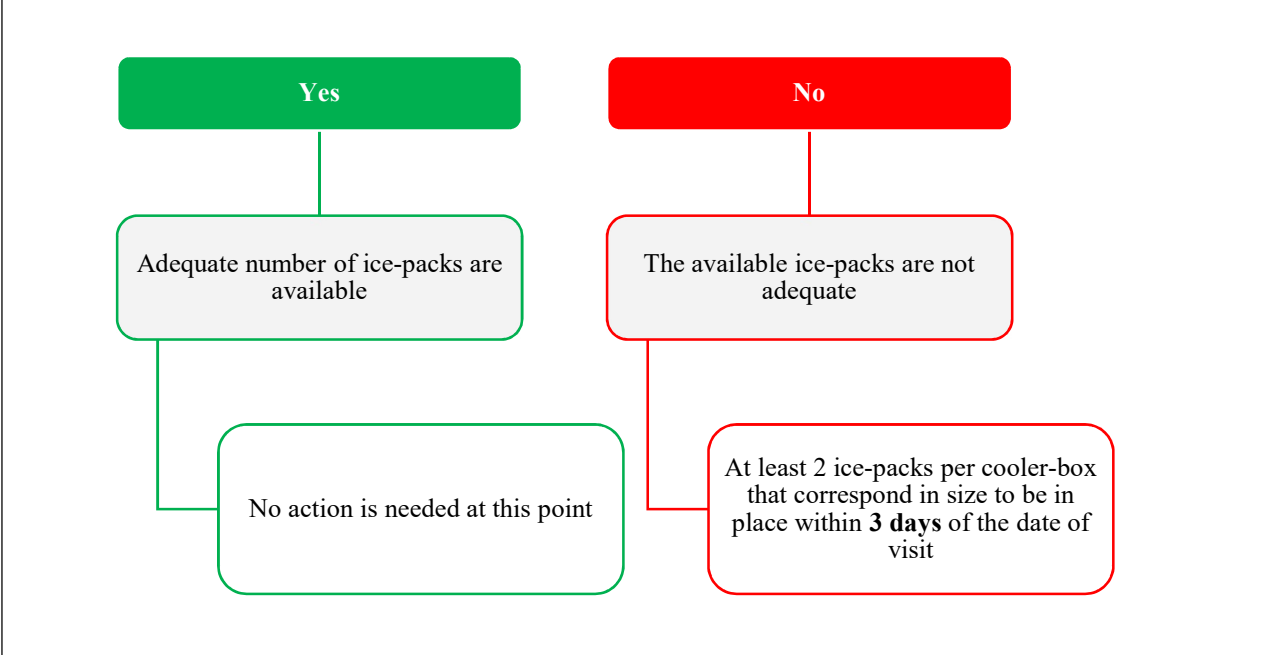 Yes
No
Adequate number of ice-packs are
available
The available ice-packs are not
adequate
No action is needed at this point
At least 2 ice-packs per cooler-box
that correspond in size to be in
place within 3 days of the date of
visit